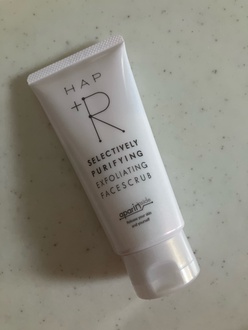 HAP
+R
SELECTIVELY
PURIFYING
EXFOLIATING
FACESCRUB